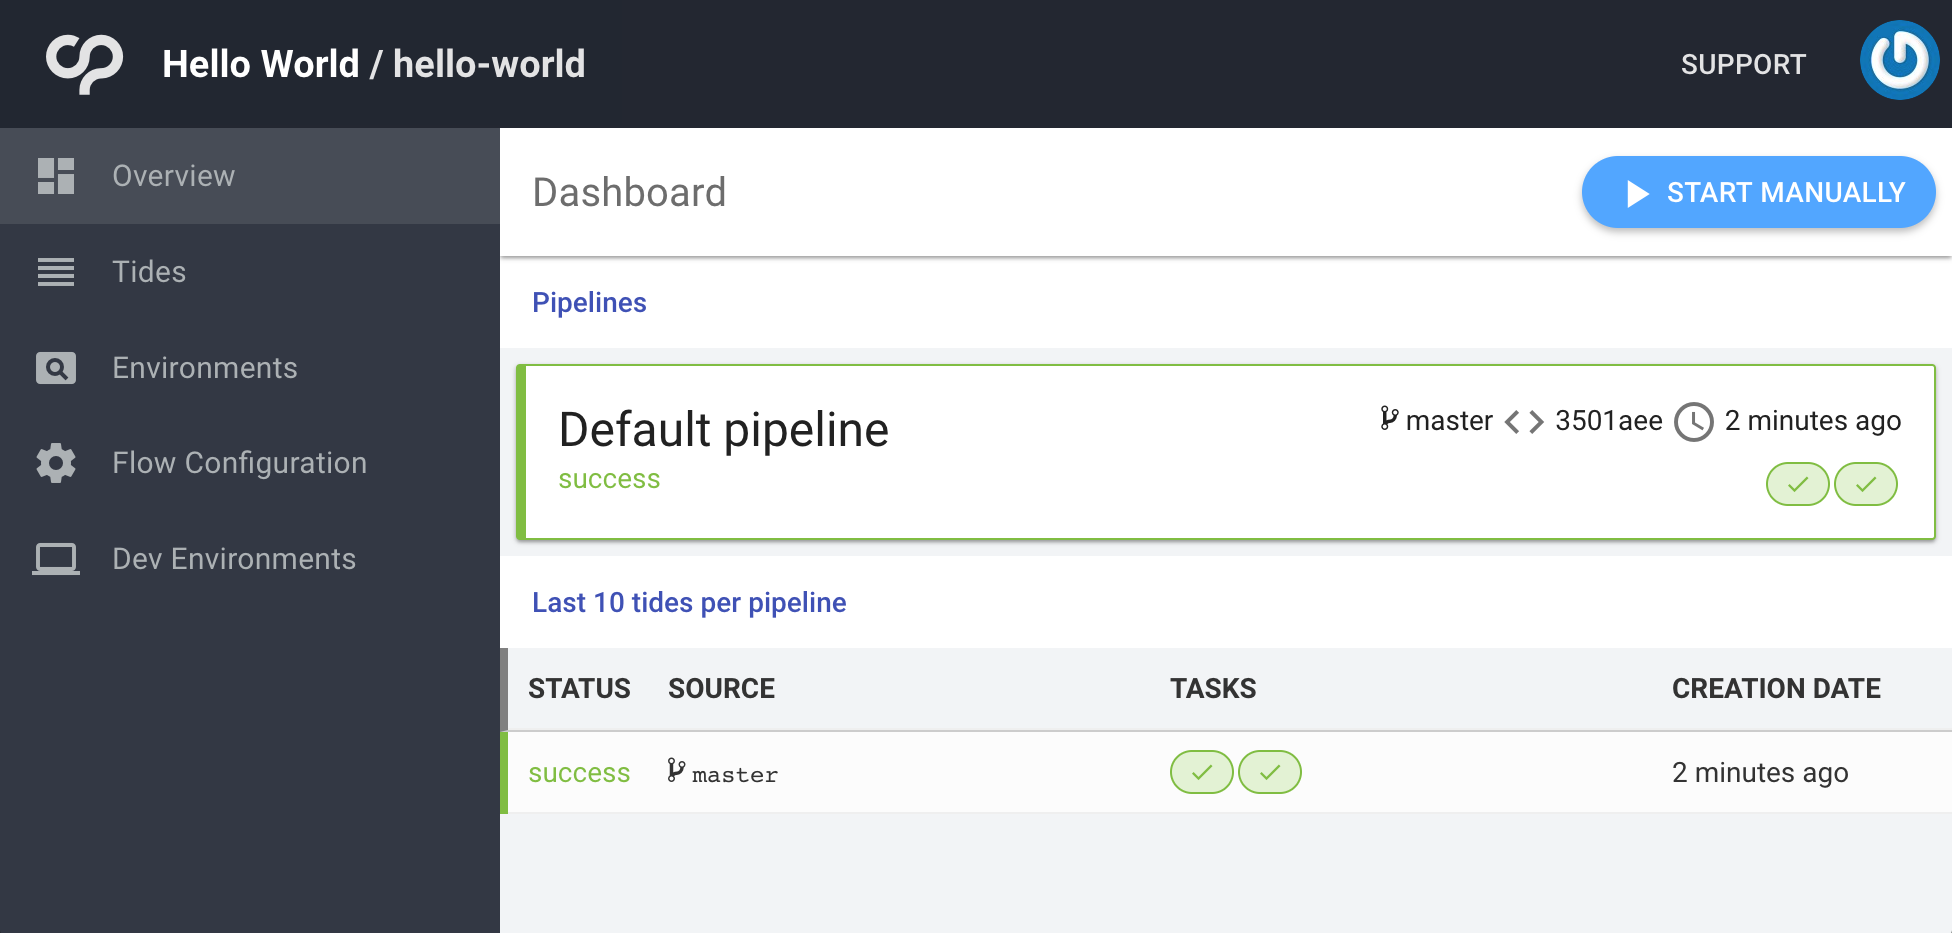 Hello World / hello-world
SUPPORT
Overview
Tides
Environments
Flow Configuration
Dev Environments
Dashboard
START MANUALLY
Pipelines
Default pipeline
success
master 3501aee 2 minutes ago
Last 10 tides per pipeline
STATUS SOURCE TASKS CREATION DATE
success master 2 minutes ago